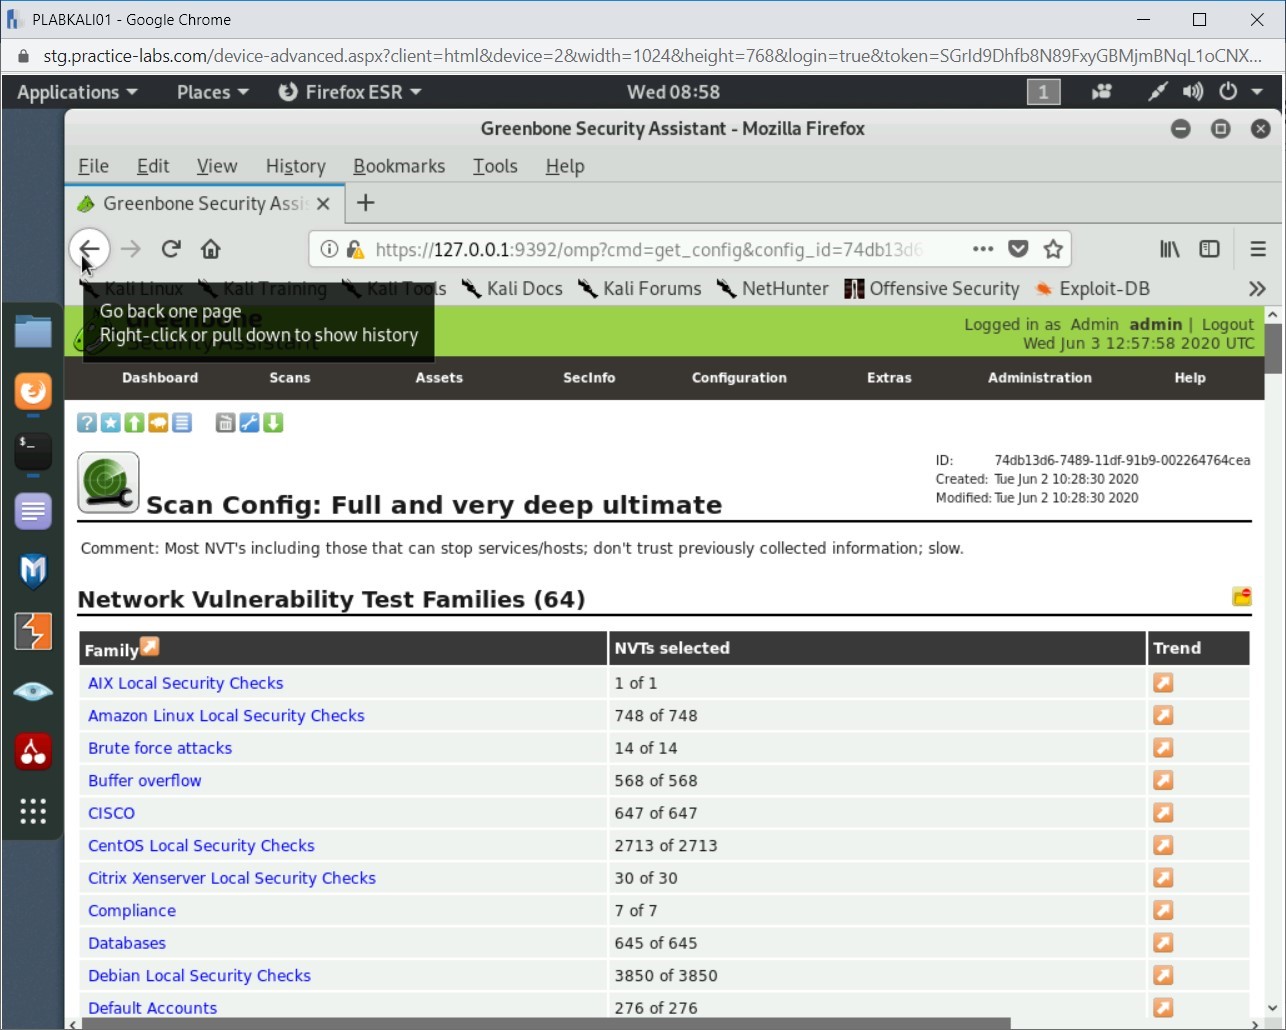 PLABKALI01 - Google Chrome
stg.practice-labs.com/device-advanced.aspx?client=html&device=2&width=1024&height=768&login=true&token=SGrId9Dhfb8N89FxyGBMjmBNqL1oCNX...
Applications Places Firefox ESR Wed 08:58 1
Greenbone Security Assistant - Mozilla Firefox
File Edit View History Bookmarks Tools Help
Greenbone Security Assi
https://127.0.0.1:9392/omp?cmd=get_config&config_id=74db13d6
Kali Linux Kali Training Kali Tools Kali Docs Kali Forums NetHunter Offensive Security Exploit-DB
Go back one page
Right-click or pull down to show history
Greenbone
Security Assistant
Logged in as Admin admin | Logout
Wed Jun 3 12:57:58 2020 UTC
Dashboard Scans Assets SecInfo Configuration Extras Administration Help
ID: 74db13d6-7489-11df-91b9-002264764cea
Created: Tue Jun 2 10:28:30 2020
Modified: Tue Jun 2 10:28:30 2020
Scan Config: Full and very deep ultimate
Comment: Most NVT's including those that can stop services/hosts; don't trust previously collected information; slow.
Network Vulnerability Test Families (64)
Family NVTs selected Trend
AIX Local Security Checks 1 of 1
Amazon Linux Local Security Checks 748 of 748
Brute force attacks 14 of 14
Buffer overflow 568 of 568
CISCO 647 of 647
CentOS Local Security Checks 2713 of 2713
Citrix Xenserver Local Security Checks 30 of 30
Compliance 7 of 7
Databases 645 of 645
Debian Local Security Checks 3850 of 3850
Default Accounts 276 of 276